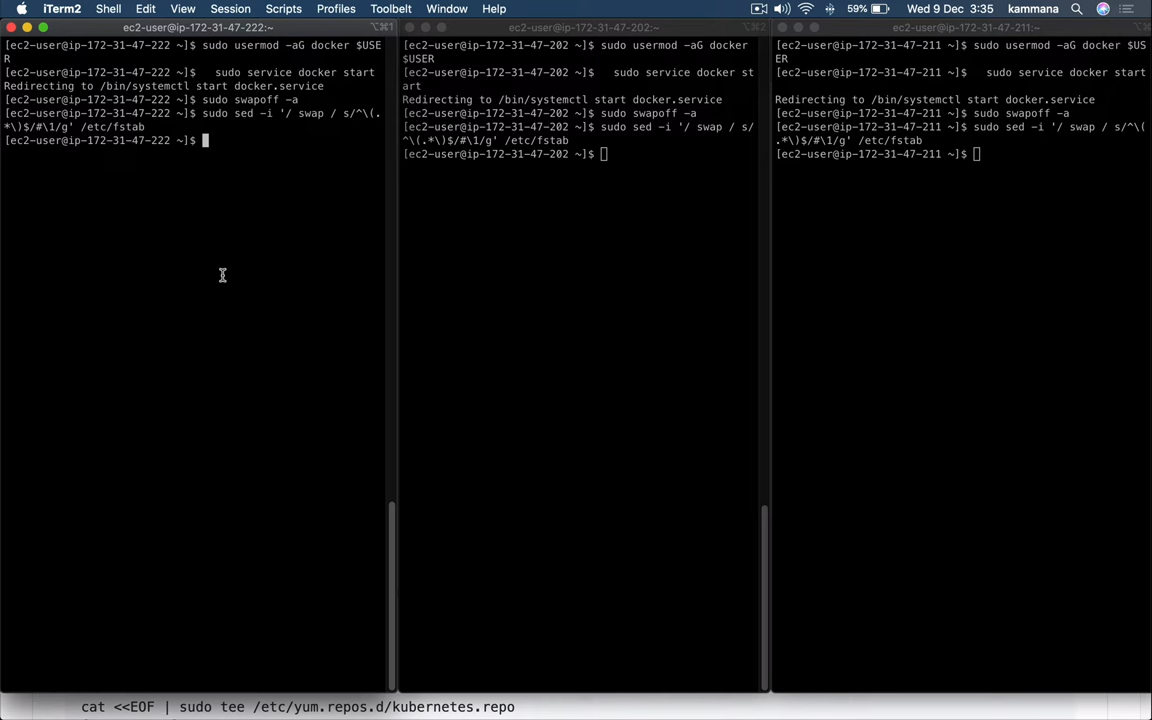 iTerm2 Shell Edit View Session Scripts Profiles Toolbelt Window Help 59% Wed 9 Dec 3:35 kammana
ec2-user@ip-172-31-47-222:~ ⌥⌘1
[ec2-user@ip-172-31-47-222 ~]$ sudo usermod -aG docker $USE
R
[ec2-user@ip-172-31-47-222 ~]$   sudo service docker start
Redirecting to /bin/systemctl start docker.service
[ec2-user@ip-172-31-47-222 ~]$ sudo swapoff -a
[ec2-user@ip-172-31-47-222 ~]$ sudo sed -i '/ swap / s/^\(.
*\)$/#\1/g' /etc/fstab
[ec2-user@ip-172-31-47-222 ~]$
ec2-user@ip-172-31-47-202:~ ⌥⌘2
[ec2-user@ip-172-31-47-202 ~]$ sudo usermod -aG docker
$USER
[ec2-user@ip-172-31-47-202 ~]$   sudo service docker st
art
Redirecting to /bin/systemctl start docker.service
[ec2-user@ip-172-31-47-202 ~]$ sudo swapoff -a
[ec2-user@ip-172-31-47-202 ~]$ sudo sed -i '/ swap / s/
^\(.*\)$/#\1/g' /etc/fstab
[ec2-user@ip-172-31-47-202 ~]$
ec2-user@ip-172-31-47-211:~
[ec2-user@ip-172-31-47-211 ~]$ sudo usermod -aG docker $US
ER
[ec2-user@ip-172-31-47-211 ~]$   sudo service docker start
Redirecting to /bin/systemctl start docker.service
[ec2-user@ip-172-31-47-211 ~]$ sudo swapoff -a
[ec2-user@ip-172-31-47-211 ~]$ sudo sed -i '/ swap / s/^\(
.*\)$/#\1/g' /etc/fstab
[ec2-user@ip-172-31-47-211 ~]$
cat <<EOF | sudo tee /etc/yum.repos.d/kubernetes.repo